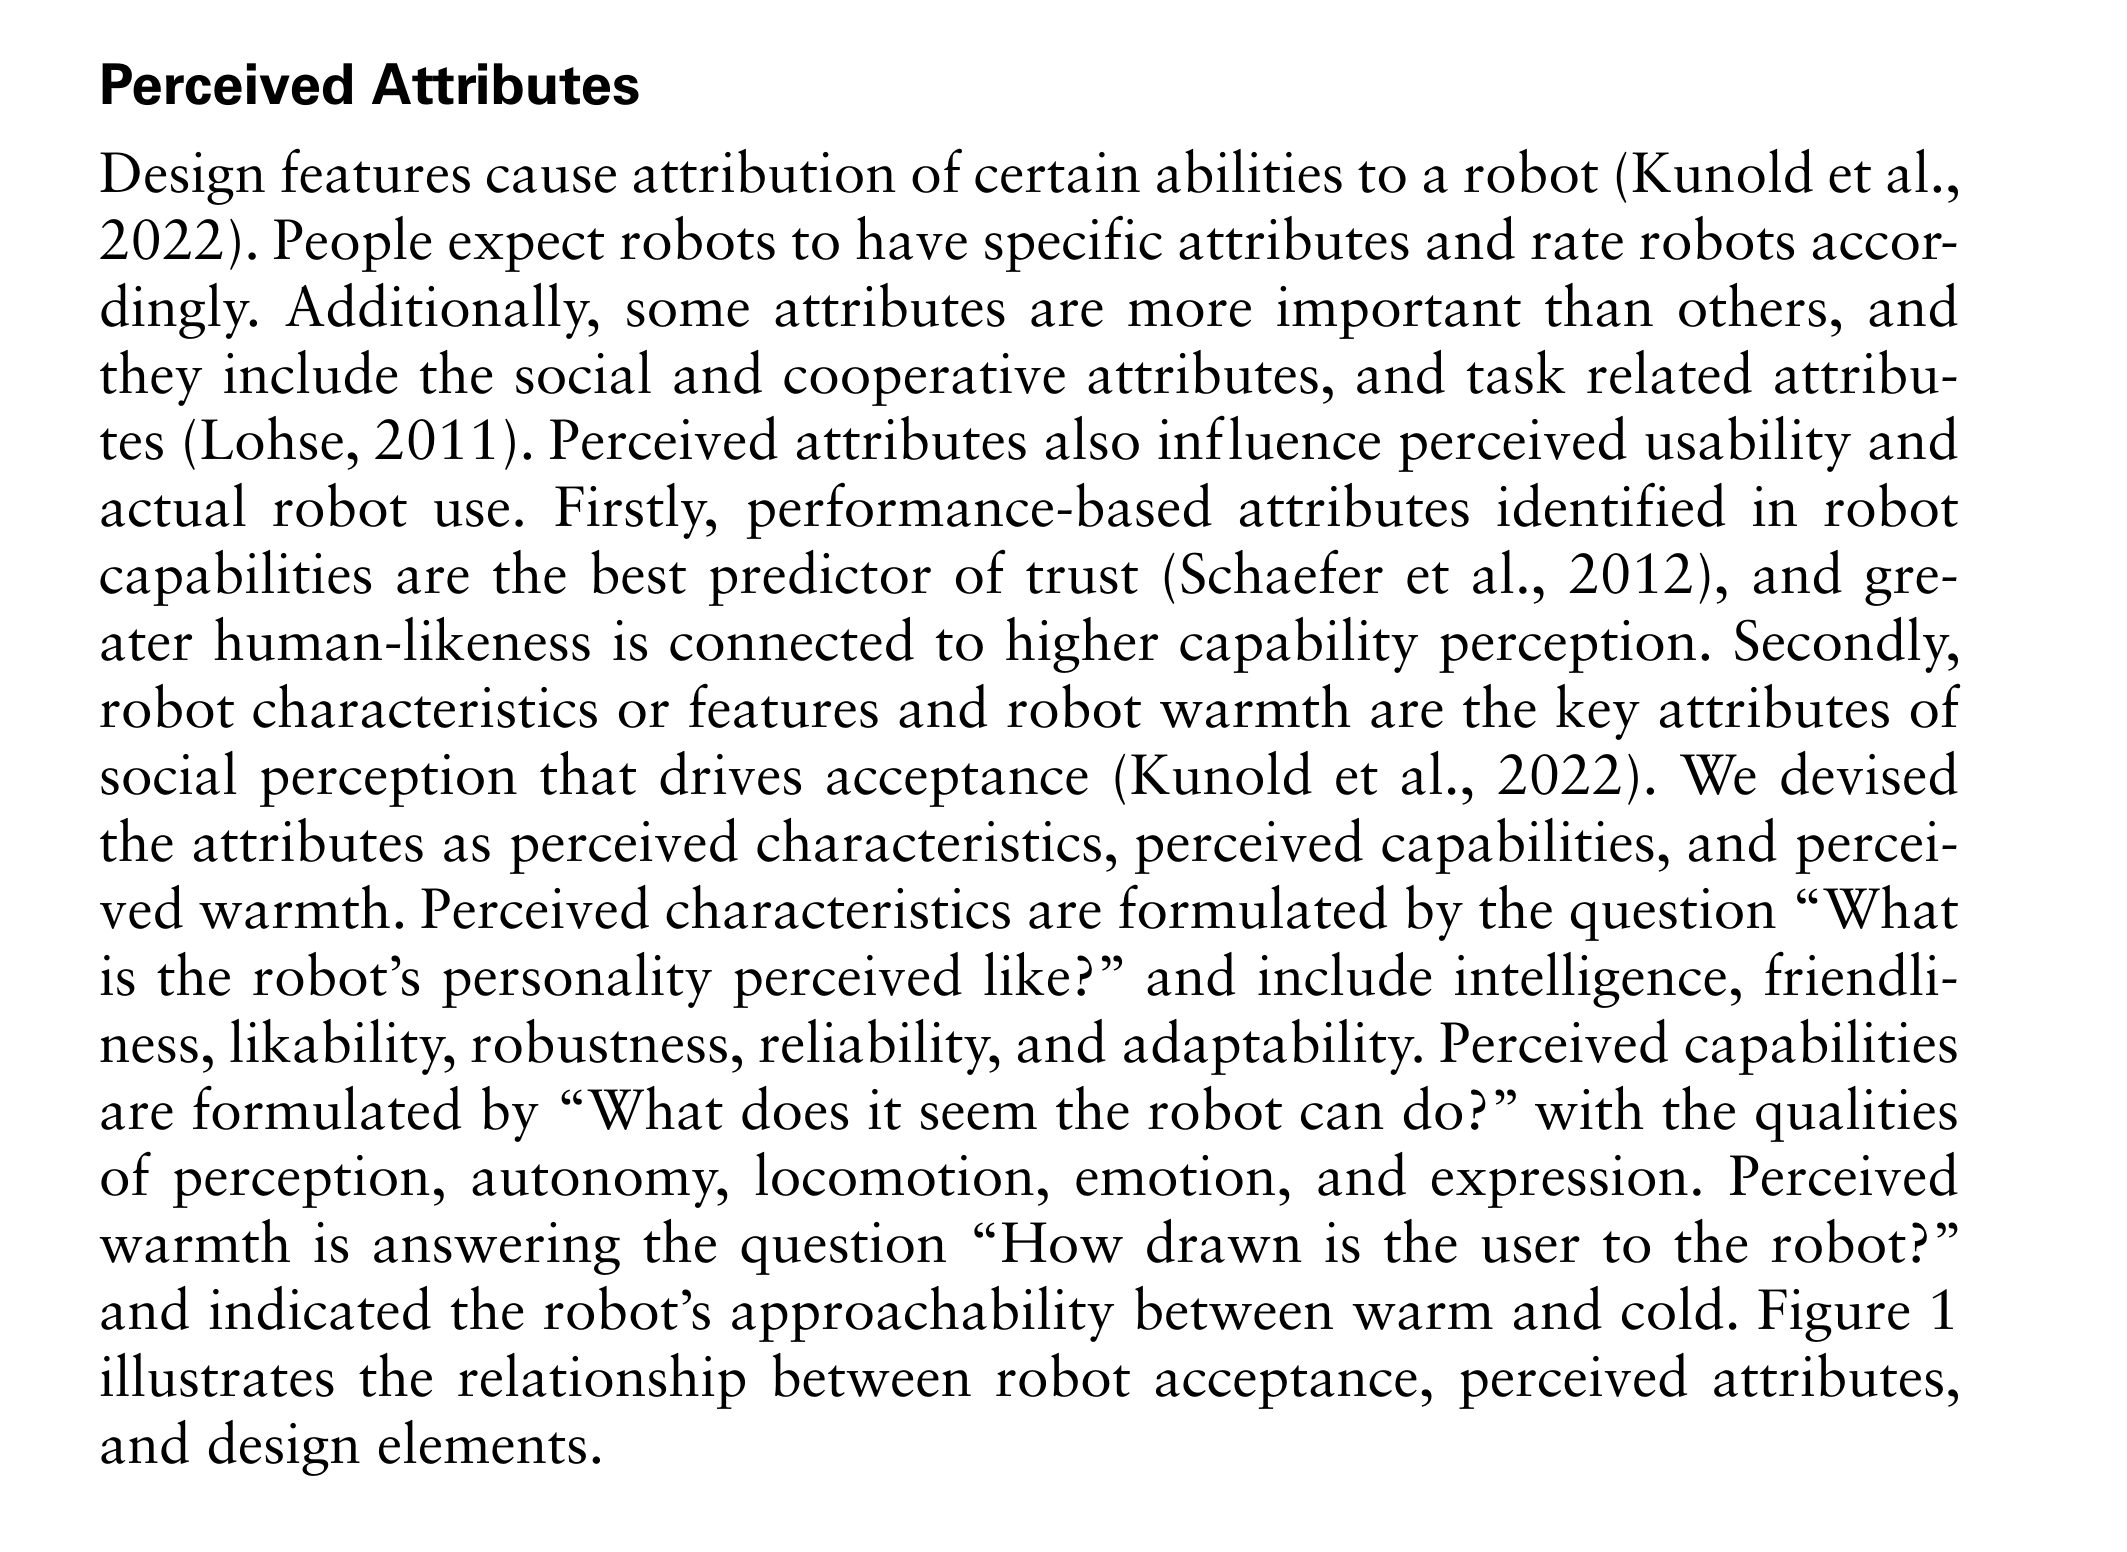 Perceived Attributes
Design features cause attribution of certain abilities to a robot (Kunold et al.,
2022). People expect robots to have specific attributes and rate robots accor-
dingly. Additionally, some attributes are more important than others, and
they include the social and cooperative attributes, and task related attribu-
tes (Lohse, 2011). Perceived attributes also influence perceived usability and
actual robot use. Firstly, performance-based attributes identified in robot
capabilities are the best predictor of trust (Schaefer et al., 2012), and gre-
ater human-likeness is connected to higher capability perception. Secondly,
robot characteristics or features and robot warmth are the key attributes of
social perception that drives acceptance (Kunold et al., 2022). We devised
the attributes as perceived characteristics, perceived capabilities, and percei-
ved warmth. Perceived characteristics are formulated by the question “What
is the robot’s personality perceived like?” and include intelligence, friendli-
ness, likability, robustness, reliability, and adaptability. Perceived capabilities
are formulated by “What does it seem the robot can do?” with the qualities
of perception, autonomy, locomotion, emotion, and expression. Perceived
warmth is answering the question “How drawn is the user to the robot?”
and indicated the robot’s approachability between warm and cold. Figure 1
illustrates the relationship between robot acceptance, perceived attributes,
and design elements.